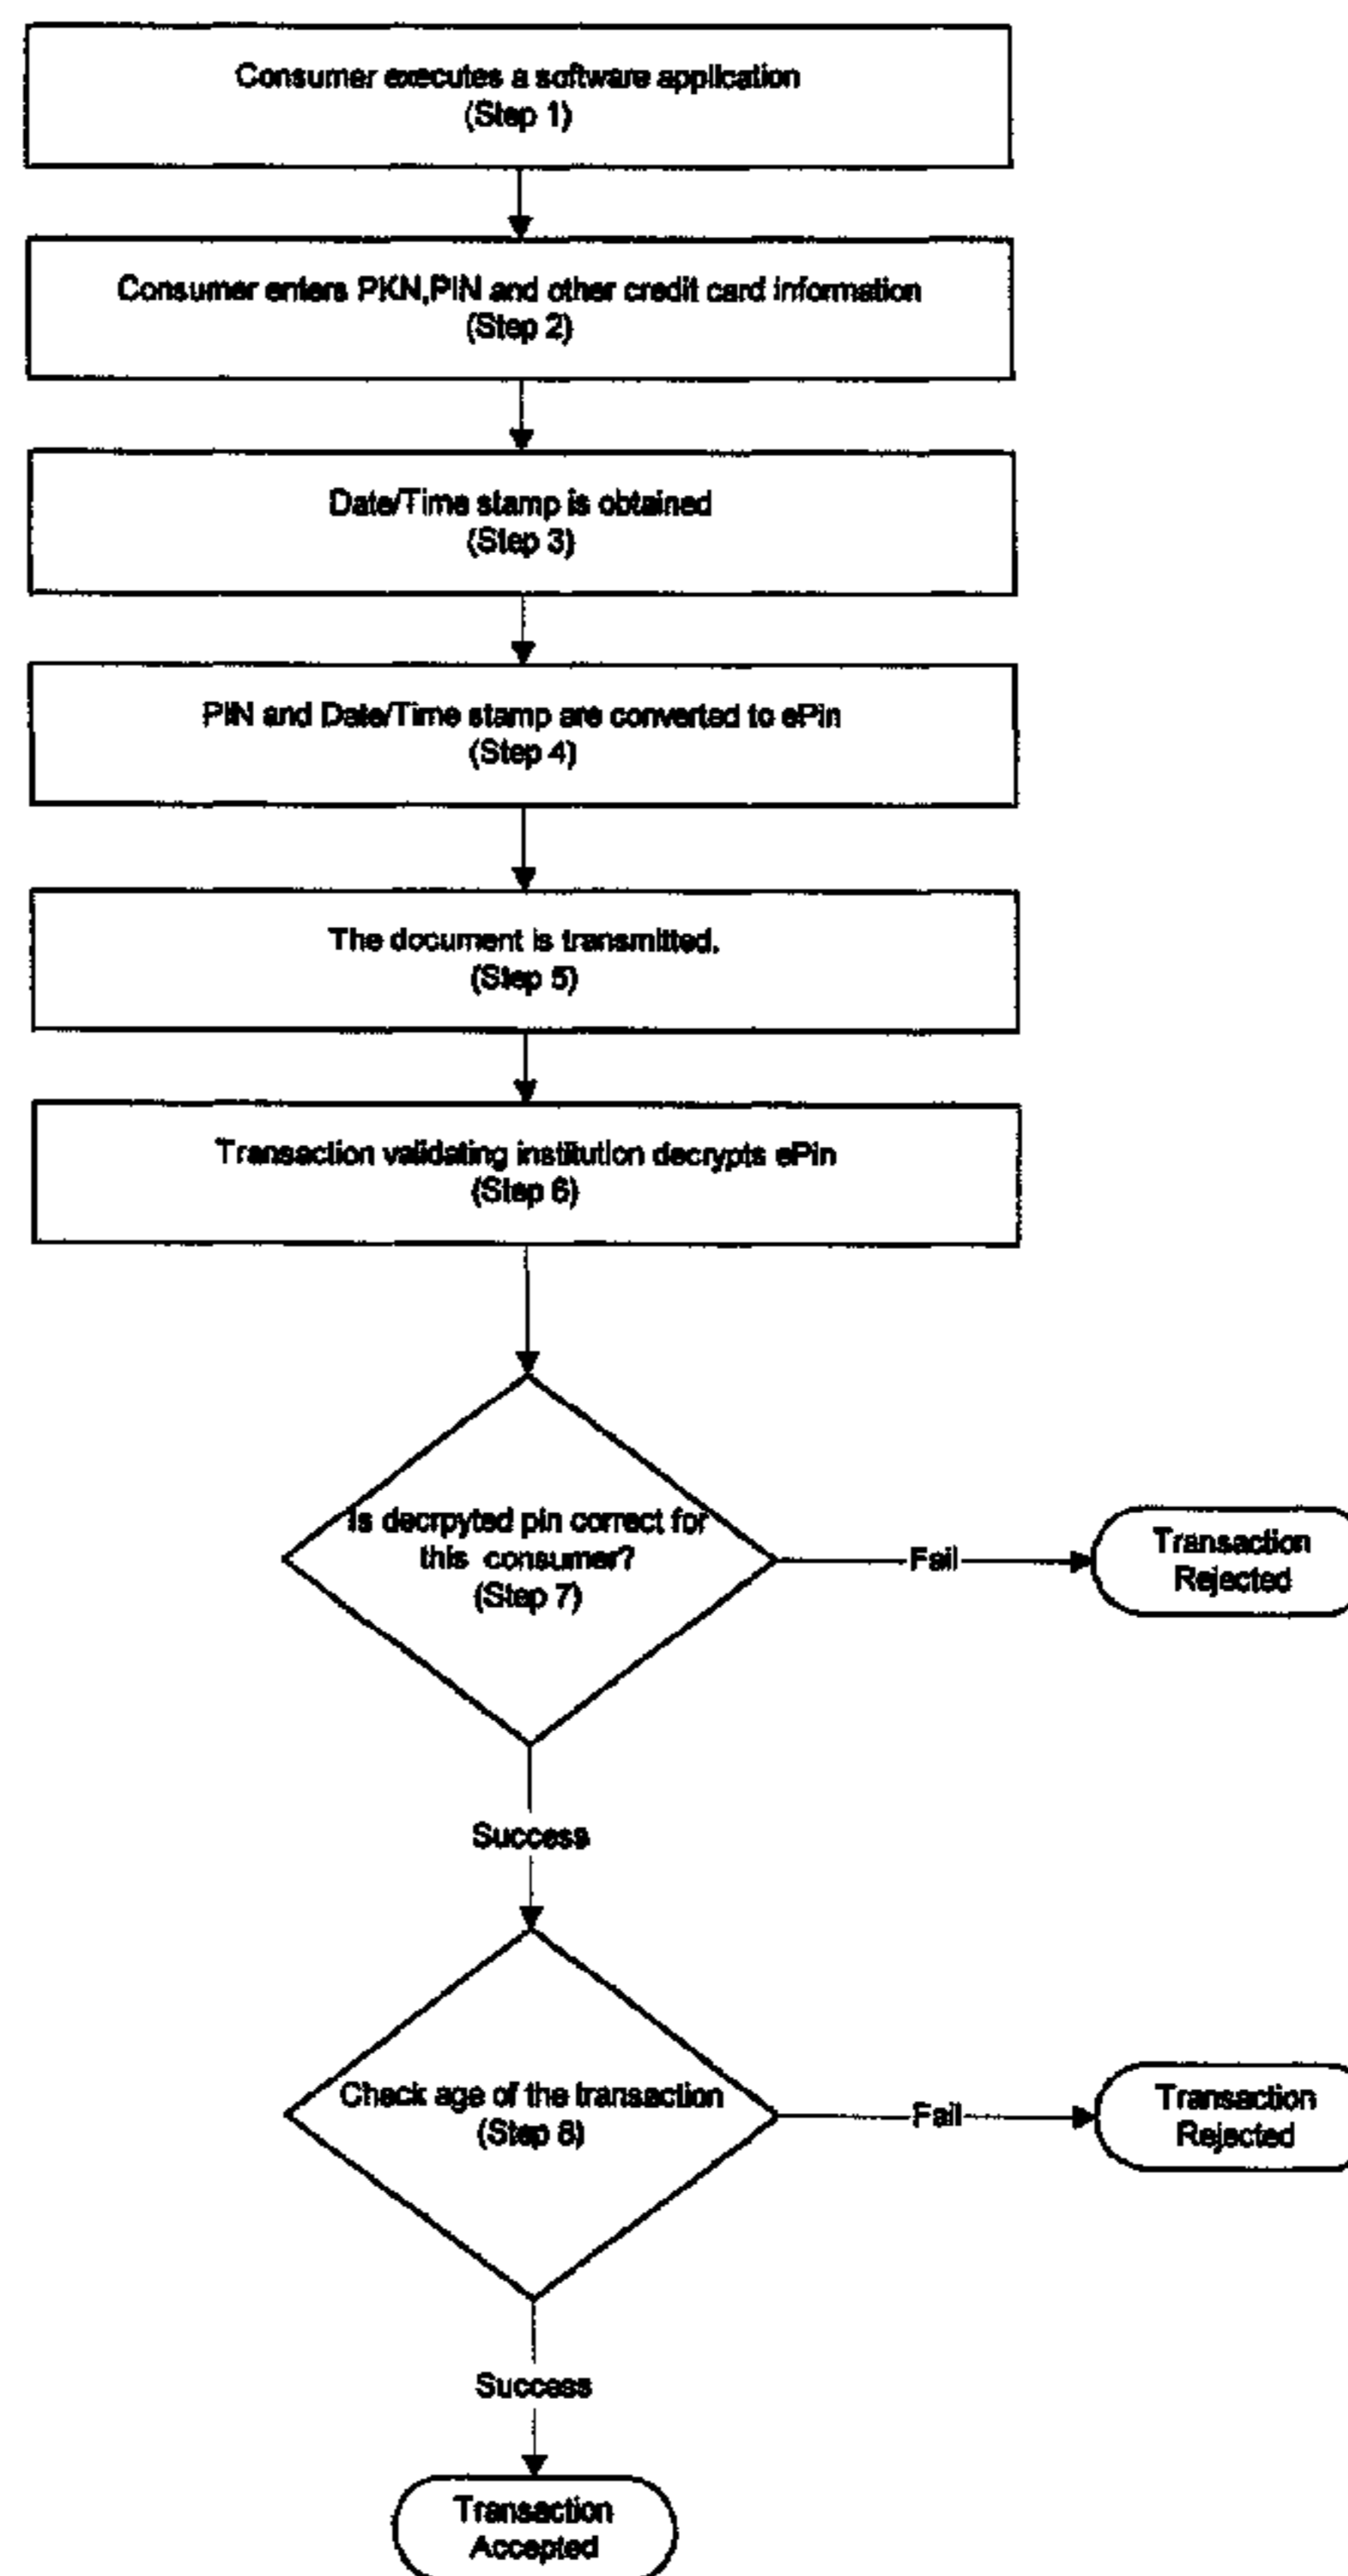 Consumer executes a software application
(Step 1)
Consumer enters PKN,PIN and other credit card information
(Step 2)
Date/Time stamp is obtained
(Step 3)
PIN and Date/Time stamp are converted to ePin
(Step 4)
The document is transmitted.
(Step 5)
Transaction validating institution decrypts ePin
(Step 6)
Is decrpyted pin correct for
this consumer?
(Step 7)
Fail
Transaction
Rejected
Success
Check age of the transaction
(Step 8)
Fail
Transaction
Rejected
Success
Transaction
Accepted